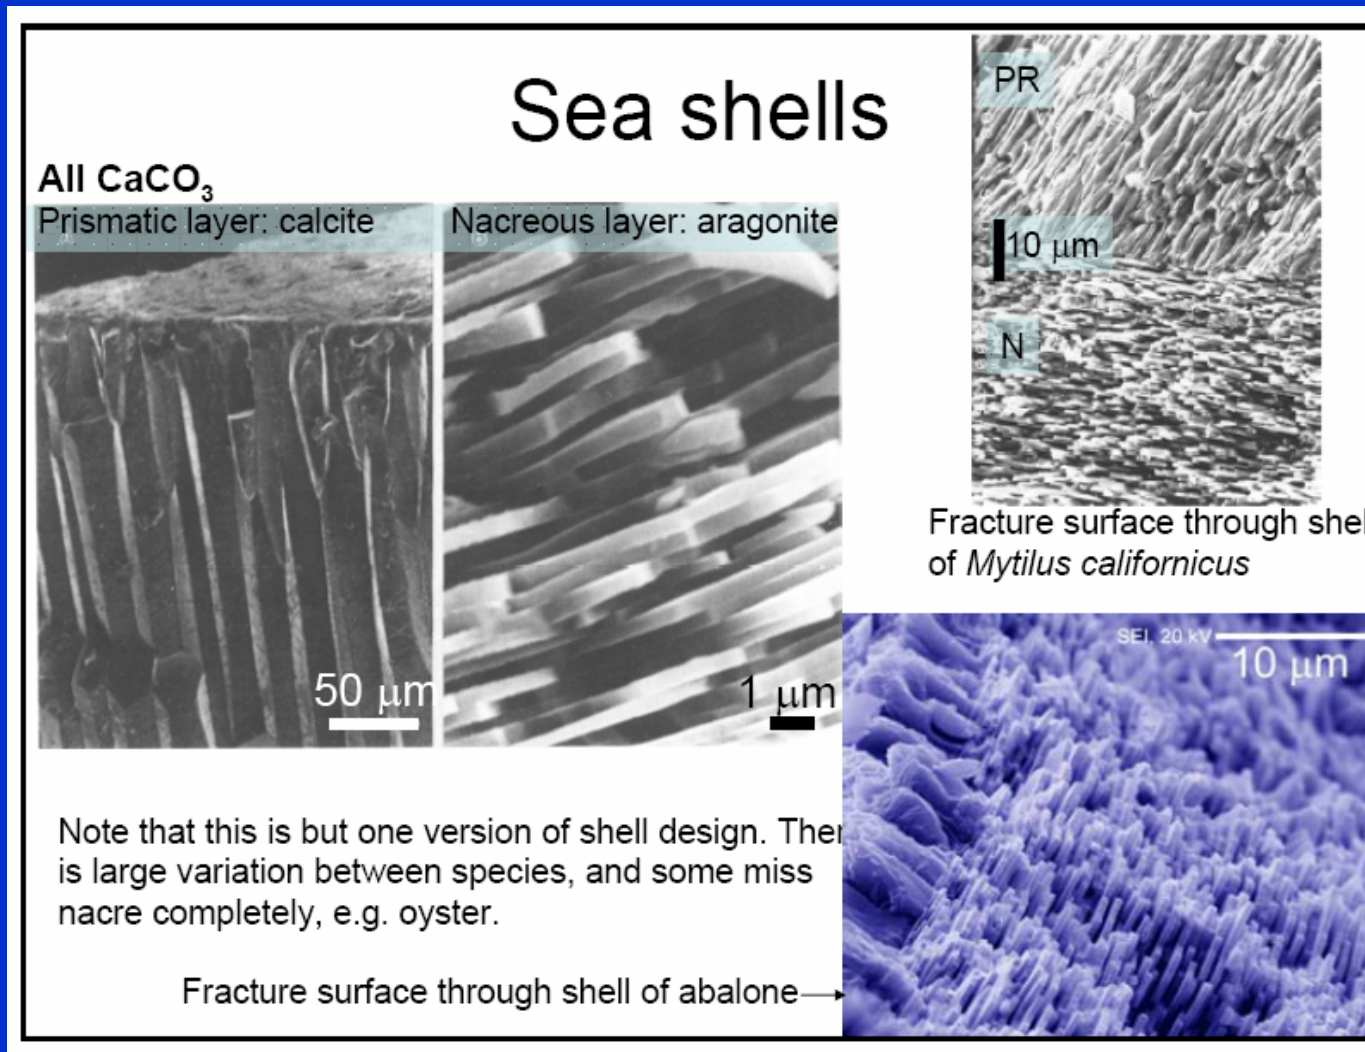 Sea shells
All CaCO₃
Prismatic layer: calcite
Nacreous layer: aragonite
50 μm
1 μm
PR
10 μm
N
Fracture surface through shel
of Mytilus californicus
SEI, 20 kV
10 μm
Note that this is but one version of shell design. Ther
is large variation between species, and some miss
nacre completely, e.g. oyster.
Fracture surface through shell of abalone